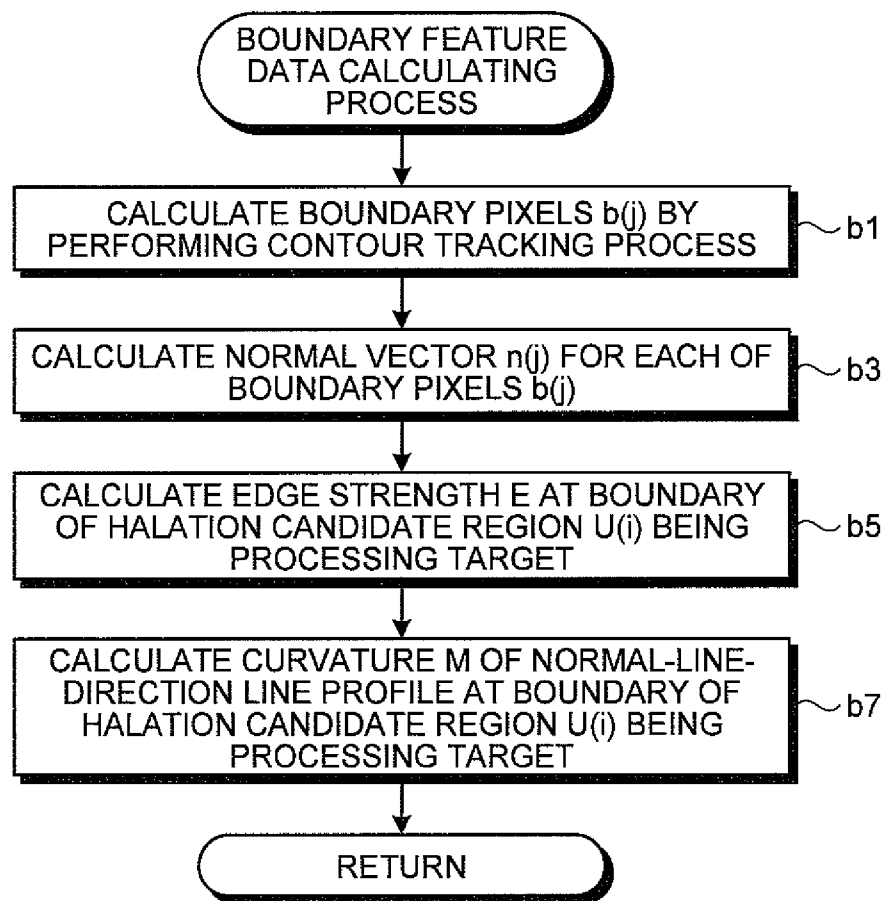 BOUNDARY FEATURE
DATA CALCULATING
PROCESS
CALCULATE BOUNDARY PIXELS b(j) BY
PERFORMING CONTOUR TRACKING PROCESS
b1
CALCULATE NORMAL VECTOR n(j) FOR EACH OF
BOUNDARY PIXELS b(j)
b3
CALCULATE EDGE STRENGTH E AT BOUNDARY
OF HALATION CANDIDATE REGION U(i) BEING
PROCESSING TARGET
b5
CALCULATE CURVATURE M OF NORMAL-LINE-
DIRECTION LINE PROFILE AT BOUNDARY OF
HALATION CANDIDATE REGION U(i) BEING
PROCESSING TARGET
b7
RETURN